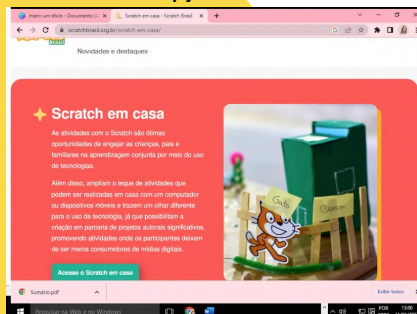 Inserir um título - Documento
Scratch em casa - Scratch Brasil
scratchbrasil.org.br/scratch-em-casa/
Novidades e destaques
Scratch em casa
As atividades com o Scratch são ótimas
oportunidades de engajar as crianças, pais e
familiares na aprendizagem conjunta por meio do uso
de tecnologias.
Além disso, ampliam o leque de atividades que
podem ser realizadas em casa com um computador
ou dispositivos móveis e trazem um olhar diferente
para o uso da tecnologia, já que possibilitam a
criação em parceria de projetos autorais significativos,
promovendo atividades onde os participantes deixam
de ser meros consumidores de mídias digitais.
Acesse o Scratch em casa
Gato
Sumário.pdf
Exibir todos
Pesquisar na Web e no Windows
POR
13:00